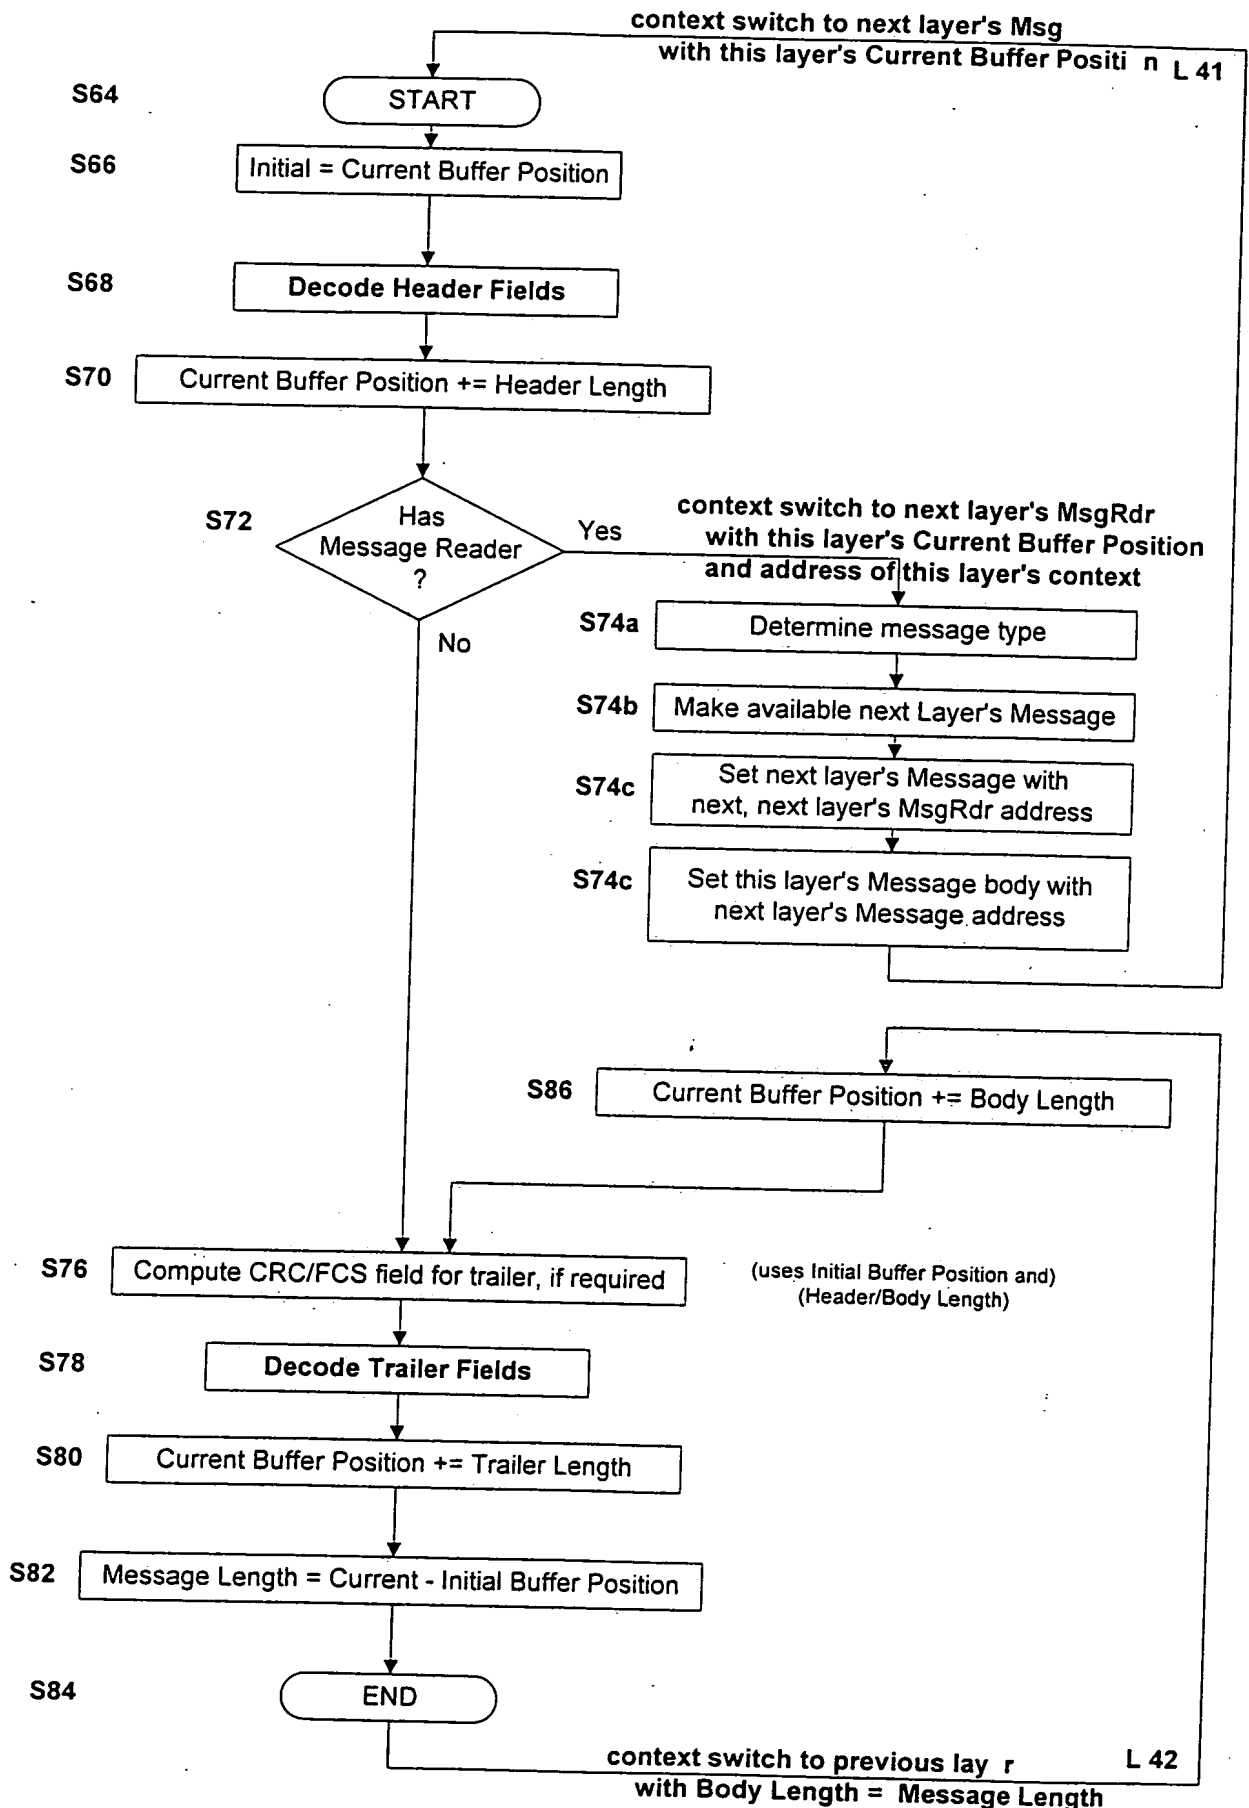 context switch to next layer's Msg
with this layer's Current Buffer Positi n
L 41
S64
START
S66
Initial = Current Buffer Position
S68
Decode Header Fields
S70
Current Buffer Position += Header Length
S72
Has
Message Reader
?
Yes
No
context switch to next layer's MsgRdr
with this layer's Current Buffer Position
and address of this layer's context
S74a
Determine message type
S74b
Make available next Layer's Message
S74c
Set next layer's Message with
next, next layer's MsgRdr address
S74c
Set this layer's Message body with
next layer's Message address
S86
Current Buffer Position += Body Length
S76
Compute CRC/FCS field for trailer, if required
(uses Initial Buffer Position and)
(Header/Body Length)
S78
Decode Trailer Fields
S80
Current Buffer Position += Trailer Length
S82
Message Length = Current - Initial Buffer Position
S84
END
context switch to previous lay r
with Body Length = Message Length
L 42